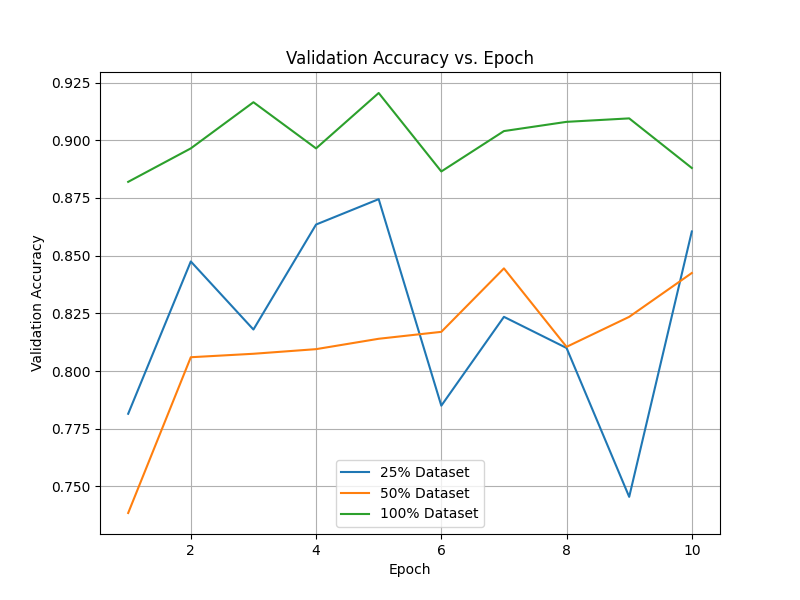 Validation Accuracy vs. Epoch
0.925
0.900
0.875
0.850
0.825
0.800
0.775
0.750
Validation Accuracy
25% Dataset
50% Dataset
100% Dataset
2 4 6 8 10
Epoch